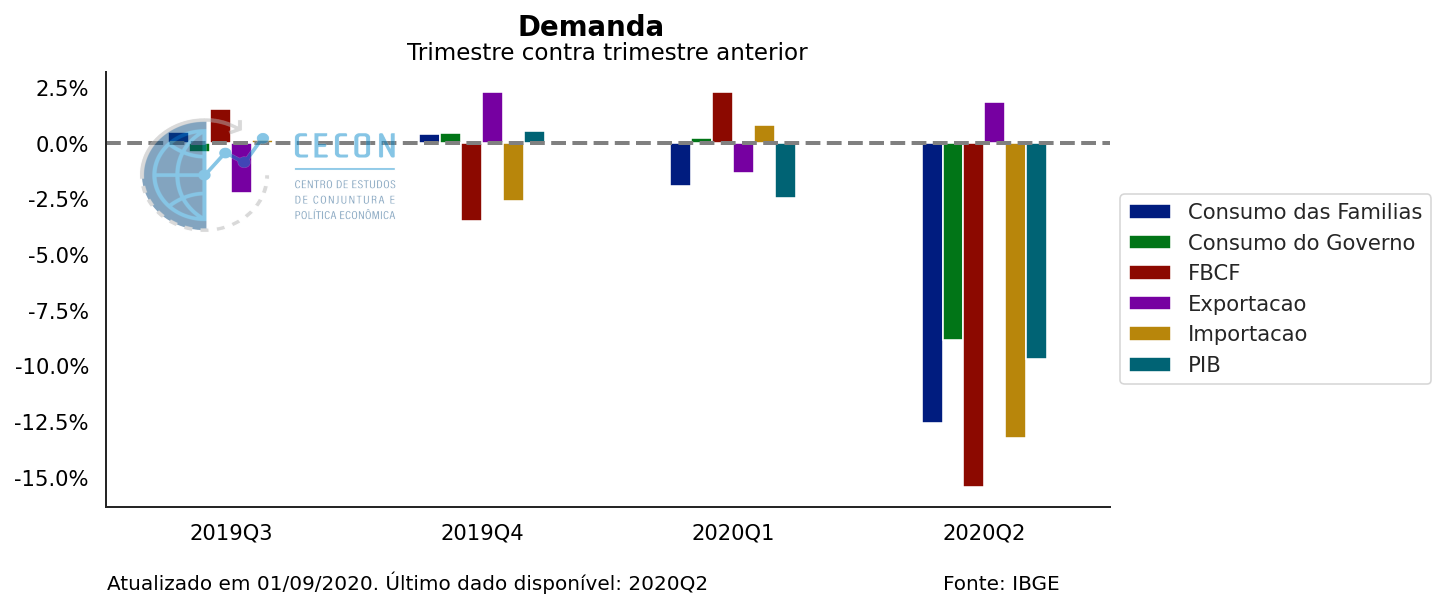 Demanda
Trimestre contra trimestre anterior
2.5%
0.0%
-2.5%
-5.0%
-7.5%
-10.0%
-12.5%
-15.0%
CECON
CENTRO DE ESTUDOS
DE CONJUNTURA E
POLÍTICA ECONÔMICA
Consumo das Familias
Consumo do Governo
FBCF
Exportacao
Importacao
PIB
2019Q3
2019Q4
2020Q1
2020Q2
Atualizado em 01/09/2020. Último dado disponível: 2020Q2
Fonte: IBGE